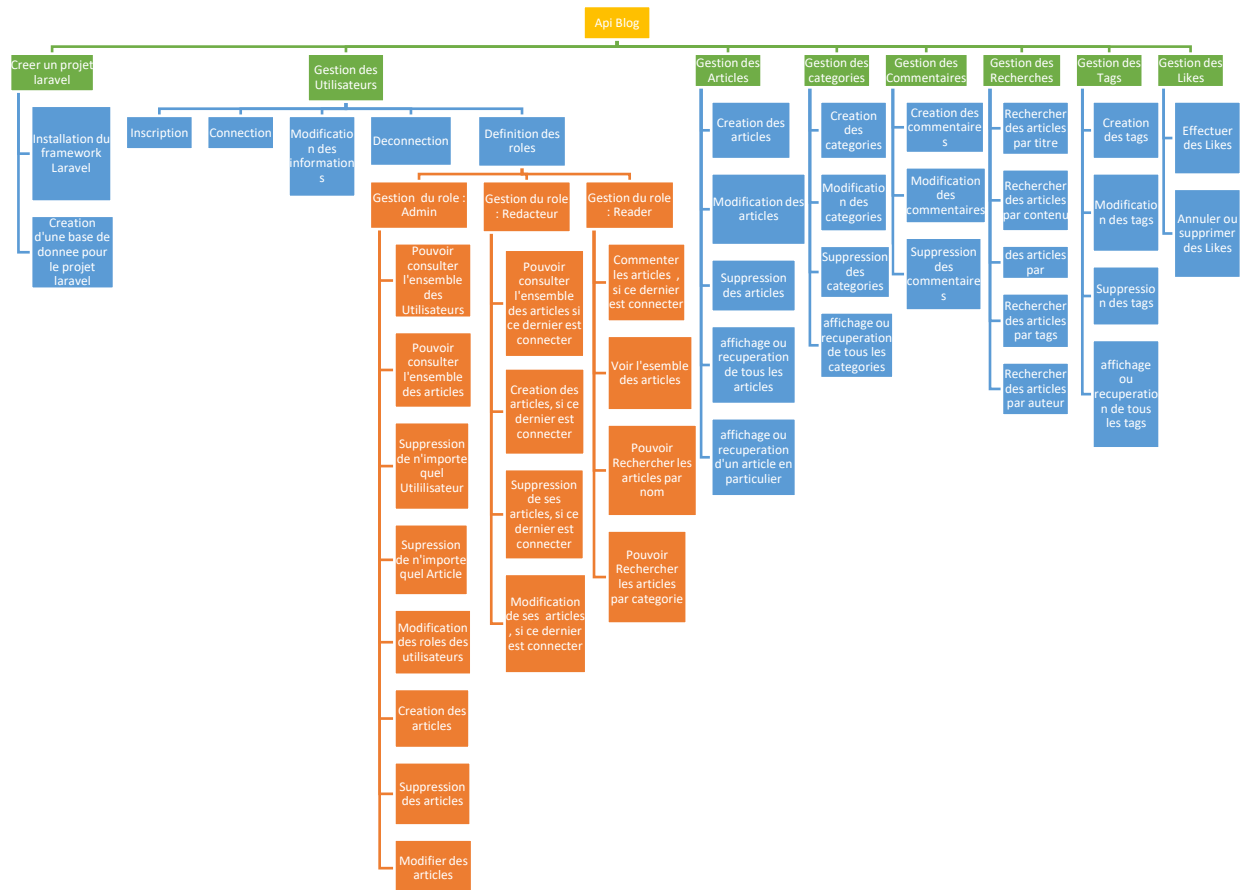 Api Blog
Creer un projet
laravel
Installation du
framework
Laravel
Creation
d'une base de
donnee pour
le projet
laravel
Gestion des
Utilisateurs
Inscription
Connection
Modificatio
n des
information
s
Deconnection
Definition des
roles
Gestion du role :
Admin
Pouvoir
consulter
l'ensemble
des
Utilisateurs
Pouvoir
consulter
l'ensemble
des articles
Suppression
de n'importe
quel
Utililisateur
Supression
de n'importe
quel Article
Modification
des roles des
utilisateurs
Creation des
articles
Suppression
des articles
Modifier des
articles
Gestion du role
: Redacteur
Pouvoir
consulter
l'ensemble
des articles si
ce dernier est
connecter
Creation des
articles, si ce
dernier est
connecter
Suppression
de ses
articles, si ce
dernier est
connecter
Modification
de ses articles
, si ce dernier
est connecter
Gestion du role
: Reader
Commenter
les articles ,
si ce dernier
est connecter
Voir l'esemble
des articles
Pouvoir
Rechercher les
articles par
nom
Pouvoir
Rechercher
les articles
par categorie
Gestion des
Articles
Creation des
articles
Modification des
articles
Suppression
des articles
affichage ou
recuperation
de tous les
articles
affichage ou
recuperation
d'un article en
particulier
Gestion des
categories
Creation
des
categories
Modificatio
n des
categories
Suppression
des
categories
affichage ou
recuperation
de tous les
categories
Gestion des
Commentaires
Creation des
commentaire
s
Modification
des
commentaires
Suppression
des
commentaire
s
Gestion des
Recherches
Rechercher
des articles
par titre
Rechercher
des articles
par contenu
des articles
par
Rechercher
des articles
par tags
Rechercher
des articles
par auteur
Gestion des
Tags
Creation
des tags
Modificatio
n des tags
Suppressio
n des tags
affichage
ou
recuperatio
n de tous
les tags
Gestion des
Likes
Effectuer
des Likes
Annuler ou
supprimer
des Likes